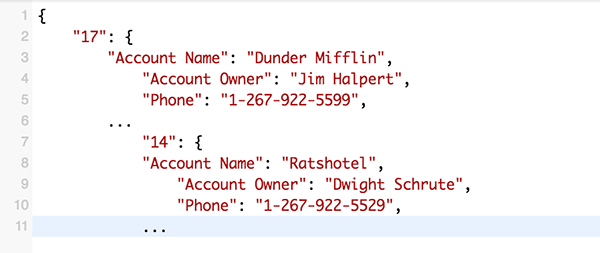 1 {
2 "17": {
3 "Account Name": "Dunder Mifflin",
4 "Account Owner": "Jim Halpert",
5 "Phone": "1-267-922-5599",
6 ...
7 "14": {
8 "Account Name": "Ratshotel",
9 "Account Owner": "Dwight Schrute",
10 "Phone": "1-267-922-5529",
11 ...